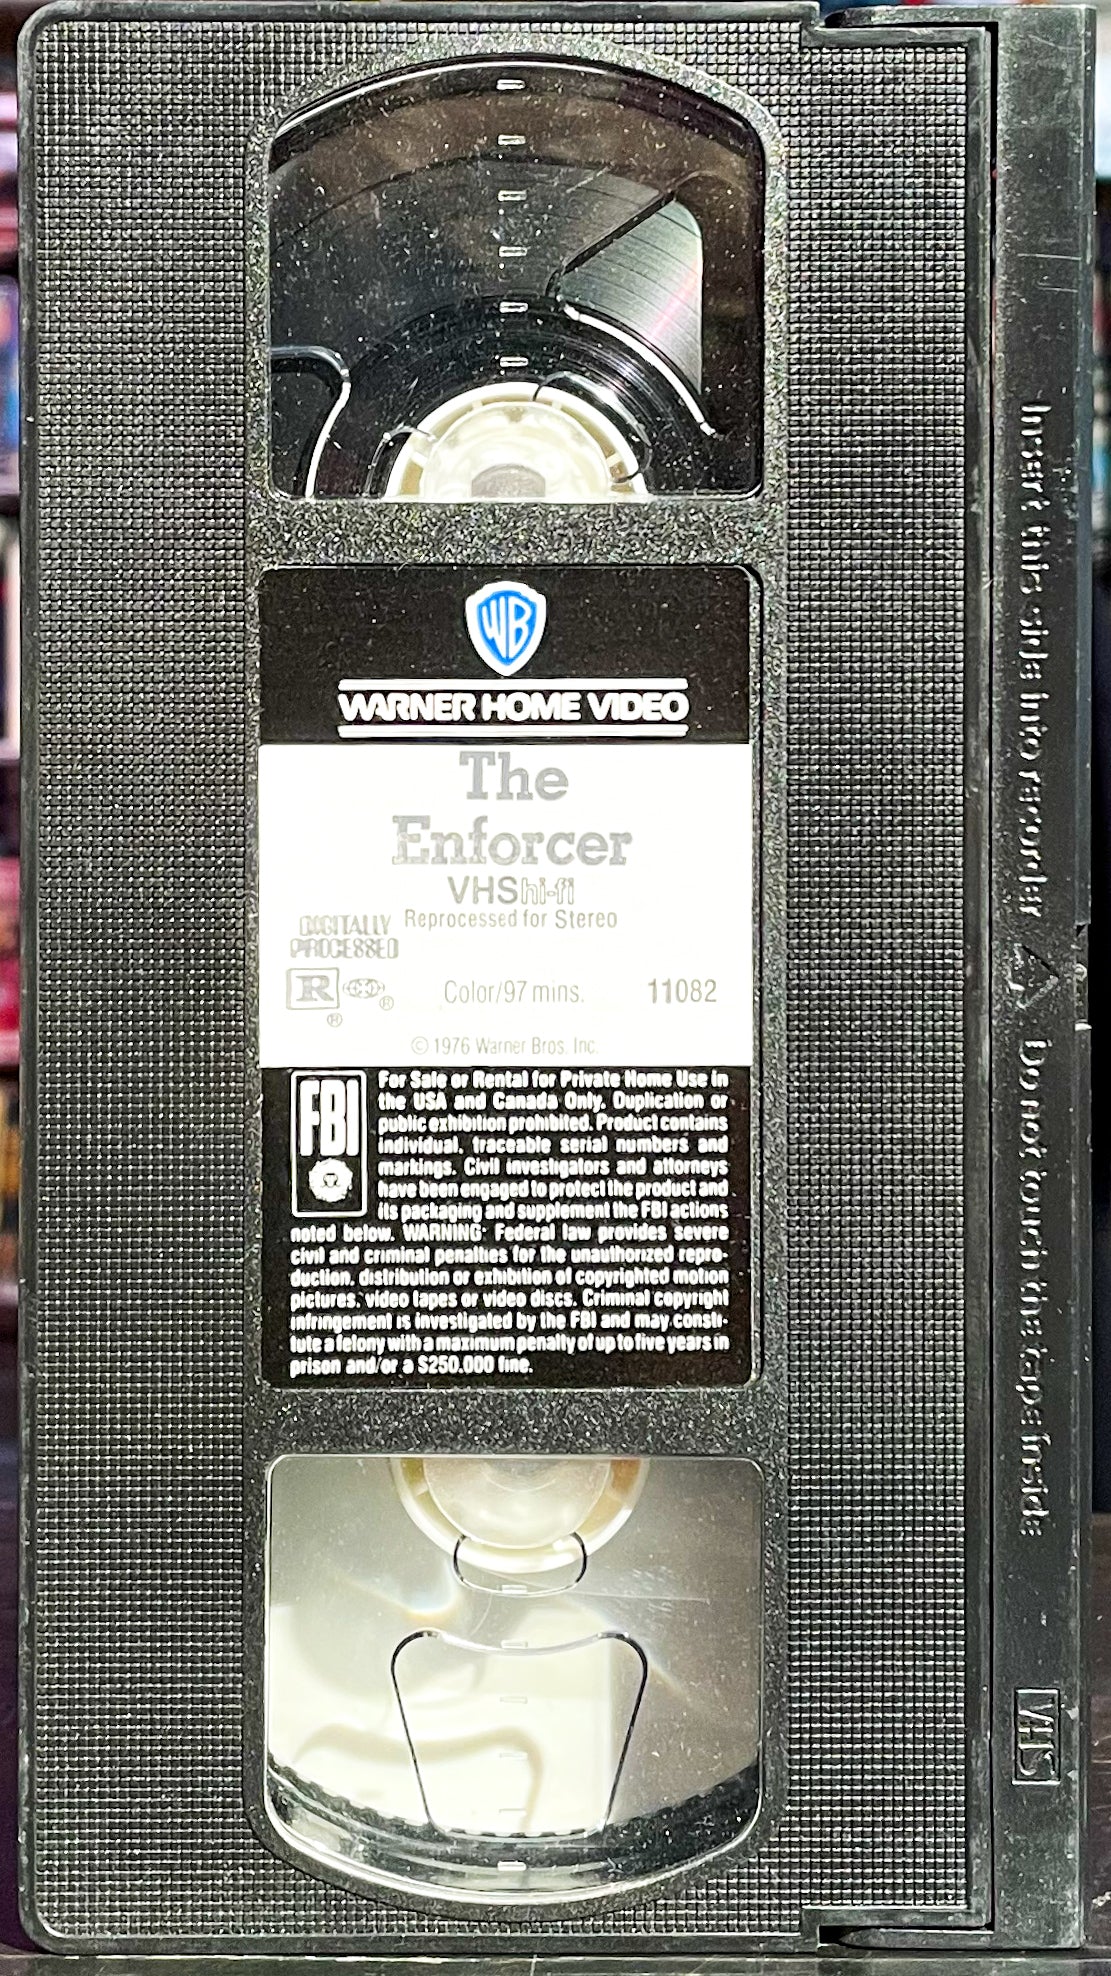 WB
WARNER HOME VIDEO
The
Enforcer
VHS hi-fi
Reprocessed for Stereo
DIGITALLY
PROCESSED
R
®
®
Color/97 mins.
11082
© 1976 Warner Bros. Inc.
FBI
For Sale or Rental for Private Home Use in
the USA and Canada Only. Duplication or
public exhibition prohibited. Product contains
individual, traceable serial numbers and
markings. Civil investigators and attorneys
have been engaged to protect the product and
its packaging and supplement the FBI actions
noted below. WARNING: Federal law provides severe
civil and criminal penalties for the unauthorized repro-
duction, distribution or exhibition of copyrighted motion
pictures, video tapes or video discs. Criminal copyright
infringement is investigated by the FBI and may consti-
tute a felony with a maximum penalty of up to five years in
prison and/or a $250,000 fine.
Insert this side into recorder △ Do not touch the tape inside
VHS